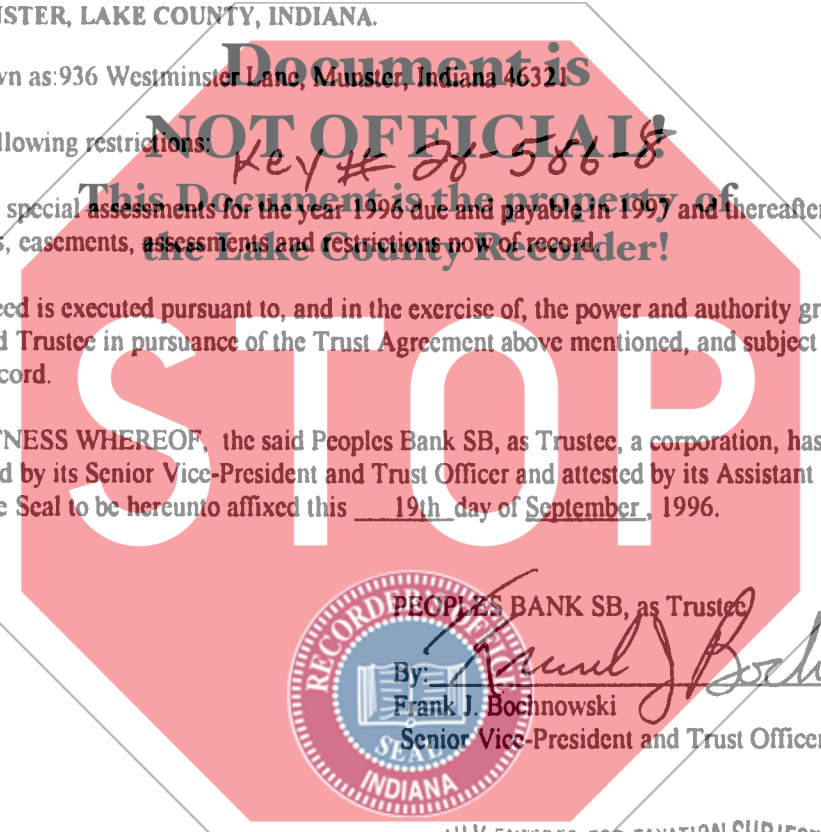 NSTER, LAKE COUNTY, INDIANA.
Document is
wn as:936 Westminster Lane, Munster, Indiana 46321
NOT OFFICIAL!
llowing restrictions:
Key # 28-586-8
This Document is the property of
special assessments for the year 1996 due and payable in 1997 and thereafter
s, easements, assessments and restrictions now of record.
the Lake County Recorder!
eed is executed pursuant to, and in the exercise of, the power and authority gr
d Trustee in pursuance of the Trust Agreement above mentioned, and subject
cord.
STOP
TNESS WHEREOF, the said Peoples Bank SB, as Trustee, a corporation, has
d by its Senior Vice-President and Trust Officer and attested by its Assistant
e Seal to be hereunto affixed this 19th day of September, 1996.
PEOPLES BANK SB, as Trustee
RECORDER'S OFFICE
By: Frank J Boch
Frank J. Bochnowski
Senior Vice-President and Trust Officer
SEAL
INDIANA